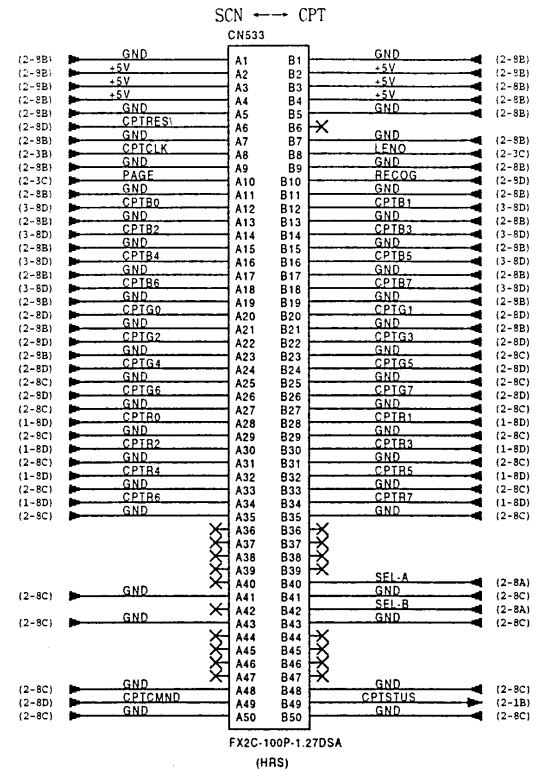 SCN ←--→ CPT
CN533
(2-8B) GND A1 B1 GND (2-8B)
(2-8B) +5V A2 B2 +5V (2-8B)
(2-8B) +5V A3 B3 +5V (2-8B)
(2-8B) +5V A4 B4 +5V (2-8B)
(2-8B) GND A5 B5 GND (2-8B)
(2-8D) CPTRES\ A6 B6
(2-8B) GND A7 B7 GND (2-8B)
(2-3B) CPTCLK A8 B8 LENO (2-3C)
(2-8B) GND A9 B9 GND (2-8B)
(2-3C) PAGE A10 B10 RECOG (2-8D)
(2-8B) GND A11 B11 GND (2-8B)
(3-8D) CPTB0 A12 B12 CPTB1 (3-8D)
(2-8B) GND A13 B13 GND (2-8B)
(3-8D) CPTB2 A14 B14 CPTB3 (3-8D)
(2-8B) GND A15 B15 GND (2-8B)
(3-8D) CPTB4 A16 B16 CPTB5 (3-8D)
(2-8B) GND A17 B17 GND (2-8B)
(3-8D) CPTB6 A18 B18 CPTB7 (3-8D)
(2-8B) GND A19 B19 GND (2-8B)
(2-8D) CPTG0 A20 B20 CPTG1 (2-8D)
(2-8B) GND A21 B21 GND (2-8B)
(2-8D) CPTG2 A22 B22 CPTG3 (2-8D)
(2-8B) GND A23 B23 GND (2-8C)
(2-8D) CPTG4 A24 B24 CPTG5 (2-8D)
(2-8C) GND A25 B25 GND (2-8C)
(2-8D) CPTG6 A26 B26 CPTG7 (2-8D)
(2-8C) GND A27 B27 GND (2-8C)
(1-8D) CPTR0 A28 B28 CPTR1 (1-8D)
(2-8C) GND A29 B29 GND (2-8C)
(1-8D) CPTR2 A30 B30 CPTR3 (1-8D)
(2-8C) GND A31 B31 GND (2-8C)
(1-8D) CPTR4 A32 B32 CPTR5 (1-8D)
(2-8C) GND A33 B33 GND (2-8C)
(1-8D) CPTR6 A34 B34 CPTR7 (1-8D)
(2-8C) GND A35 B35 GND (2-8C)
A36 B36
A37 B37
A38 B38
A39 B39
A40 B40 SEL-A (2-8A)
(2-8C) GND A41 B41 GND (2-8C)
A42 B42 SEL-B (2-8A)
(2-8C) GND A43 B43 GND (2-8C)
A44 B44
A45 B45
A46 B46
A47 B47
(2-8C) GND A48 B48 GND (2-8C)
(2-8D) CPTCMND A49 B49 CPTSTUS (2-1B)
(2-8C) GND A50 B50 GND (2-8C)
FX2C-100P-1.27DSA
(HRS)